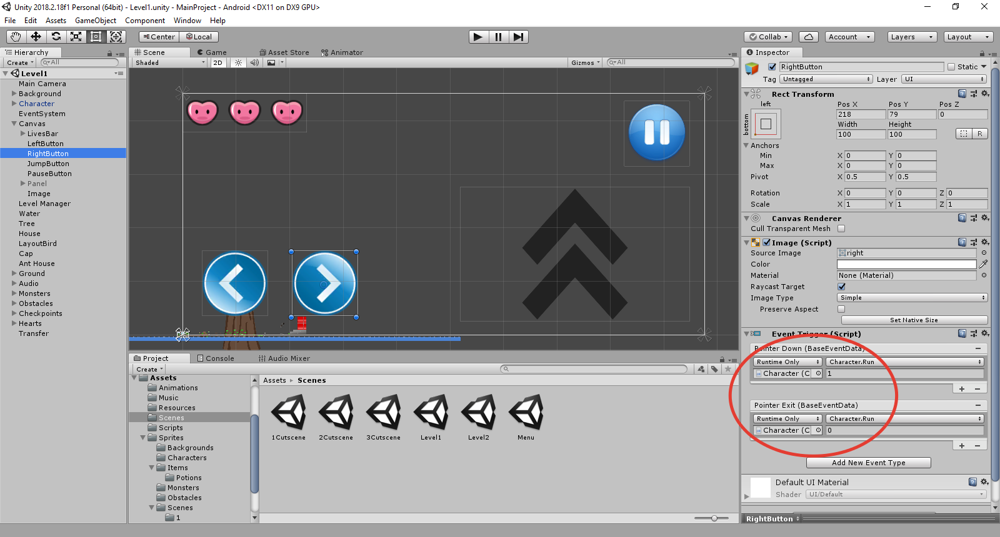 Unity 2018.2.18f1 Personal (64bit) - Level1.unity - MainProject - Android <DX11 on DX9 GPU>
File Edit Assets GameObject Component Window Help
Center Local Collab Account Layers Layout
Hierarchy
Create All
Level1
Main Camera
Background
Character
EventSystem
Canvas
LivesBar
LeftButton
RightButton
JumpButton
PauseButton
Panel
Image
Level Manager
Water
Tree
House
LayoutBird
Cap
Ant House
Ground
Audio
Monsters
Obstacles
Checkpoints
Hearts
Transfer
Scene Game Asset Store Animator
Shaded 2D Gizmos All
Project Console Audio Mixer
Create
Assets
Animations
Music
Resources
Scenes
Scripts
Sprites
Backgrounds
Characters
Items
Potions
Monsters
Obstacles
Scenes
1
Assets ▸ Scenes
1Cutscene 2Cutscene 3Cutscene Level1 Level2 Menu
Inspector
RightButton Static
Tag Untagged Layer UI
Rect Transform
left Pos X Pos Y Pos Z
bottom 218 79 0
Width Height
100 100 R
Anchors
Min X 0 Y 0
Max X 0 Y 0
Pivot X 0.5 Y 0.5
Rotation X 0 Y 0 Z 0
Scale X 1 Y 1 Z 1
Canvas Renderer
Cull Transparent Mesh
Image (Script)
Source Image right
Color
Material None (Material)
Raycast Target
Image Type Simple
Preserve Aspect
Set Native Size
Event Trigger (Script)
Pointer Down (BaseEventData)
Runtime Only Character.Run
Character (C 1
+ −
Pointer Exit (BaseEventData)
Runtime Only Character.Run
Character (C 0
+ −
Add New Event Type
Default UI Material
Shader UI/Default
RightButton